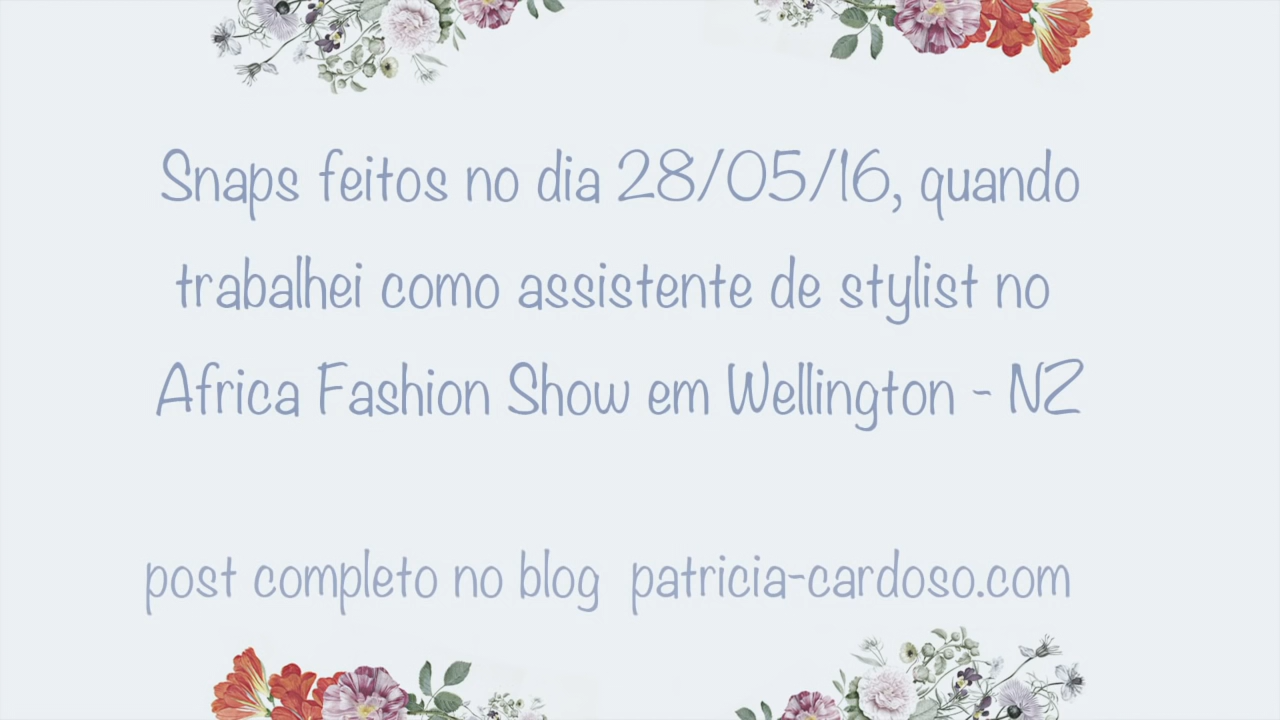 Snaps feitos no dia 28/05/16, quando
trabalhei como assistente de stylist no
Africa Fashion Show em Wellington - NZ
post completo no blog patricia-cardoso.com